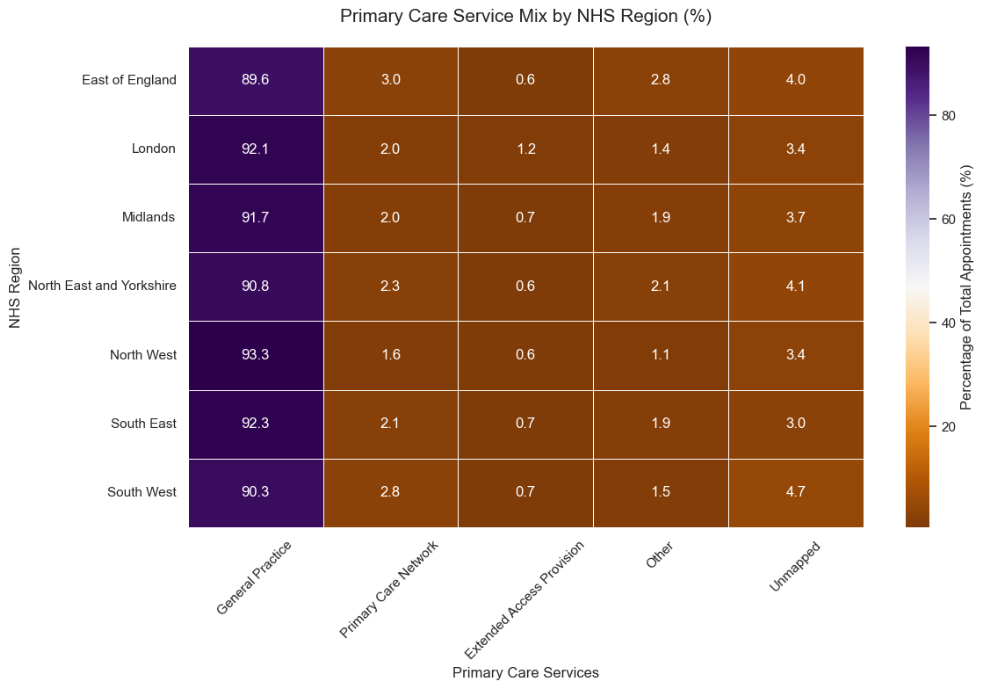 Primary Care Service Mix by NHS Region (%)
NHS Region
East of England 89.6 3.0 0.6 2.8 4.0
London 92.1 2.0 1.2 1.4 3.4
Midlands 91.7 2.0 0.7 1.9 3.7
North East and Yorkshire 90.8 2.3 0.6 2.1 4.1
North West 93.3 1.6 0.6 1.1 3.4
South East 92.3 2.1 0.7 1.9 3.0
South West 90.3 2.8 0.7 1.5 4.7
General Practice
Primary Care Network
Extended Access Provision
Other
Unmapped
Primary Care Services
80
60
40
20
Percentage of Total Appointments (%)